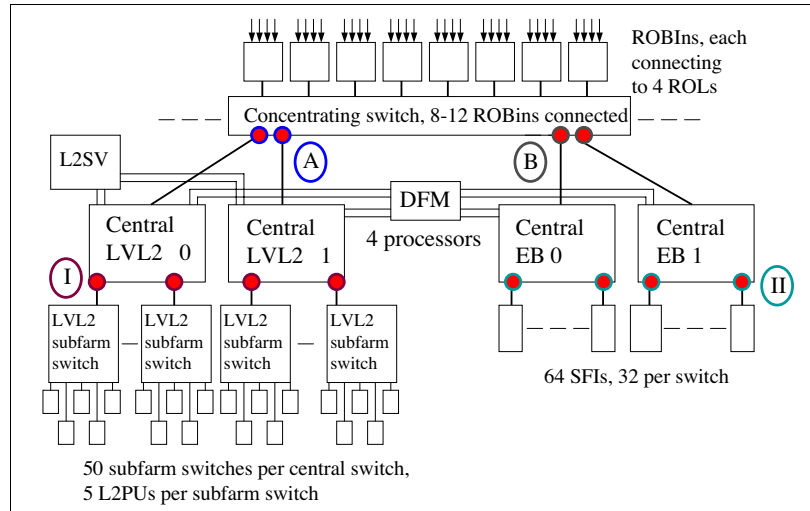 ROBIns, each
connecting
to 4 ROLs
Concentrating switch, 8-12 ROBins connected
A
B
L2SV
DFM
4 processors
Central
LVL2 0
Central
LVL2 1
Central
EB 0
Central
EB 1
I
II
LVL2
subfarm
switch
LVL2
subfarm
switch
LVL2
subfarm
switch
LVL2
subfarm
switch
64 SFIs, 32 per switch
50 subfarm switches per central switch,
5 L2PUs per subfarm switch